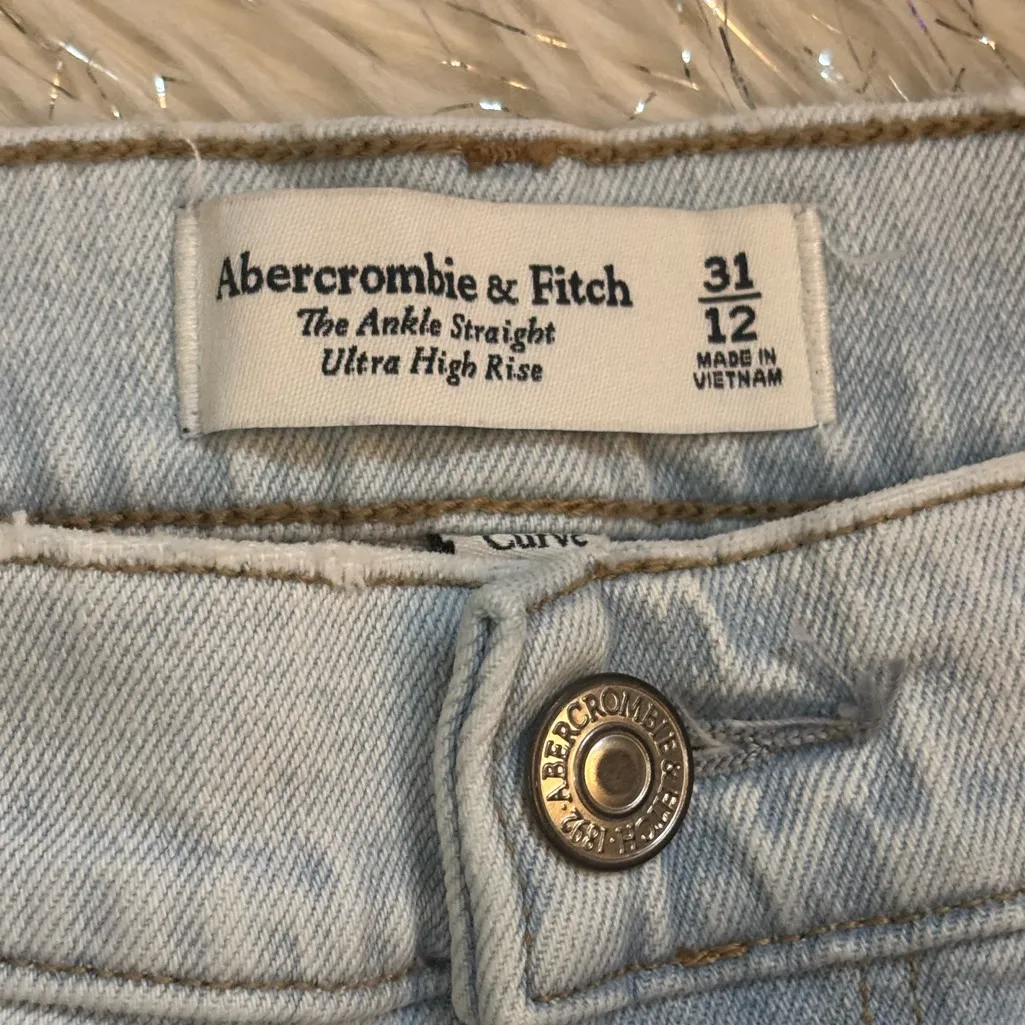 Abercrombie & Fitch
The Ankle Straight
Ultra High Rise
31
12
MADE IN
VIETNAM
Curve
·ABERCROMBIE & FITCH·1892